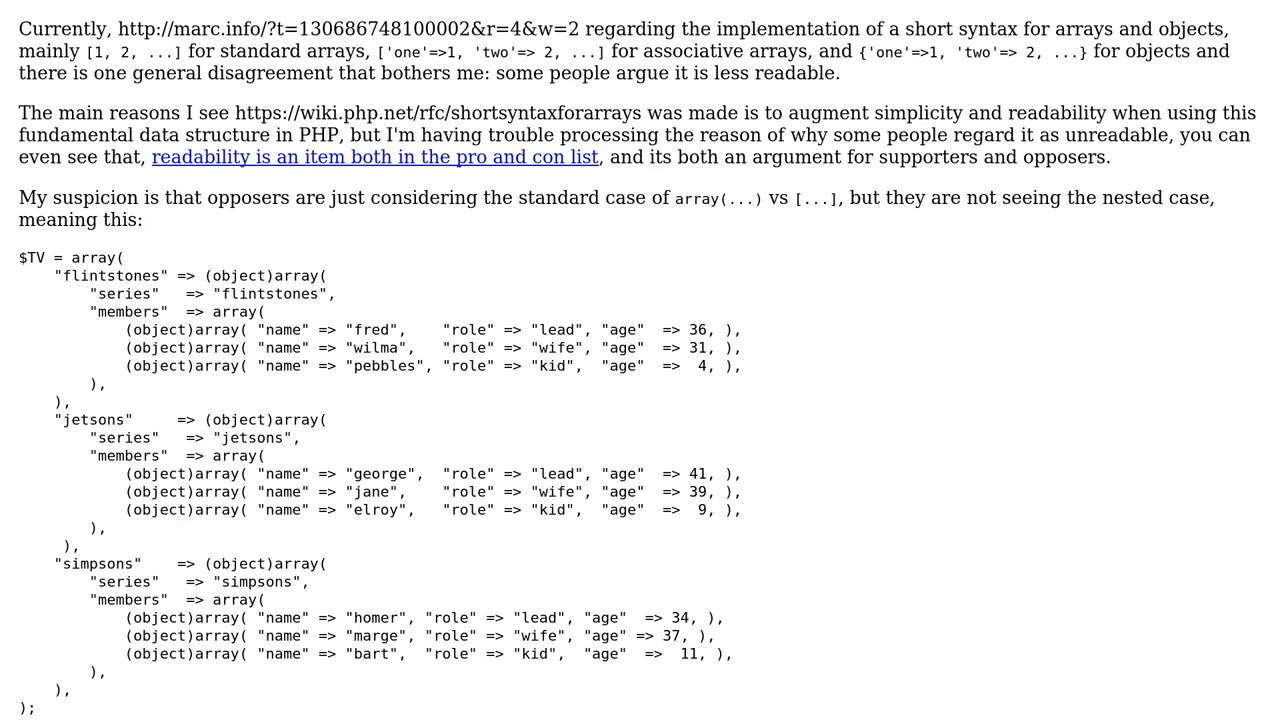 Currently, http://marc.info/?t=130686748100002&r=4&w=2 regarding the implementation of a short syntax for arrays and objects,
mainly [1, 2, ...] for standard arrays, ['one'=>1, 'two'=> 2, ...] for associative arrays, and {'one'=>1, 'two'=> 2, ...} for objects and
there is one general disagreement that bothers me: some people argue it is less readable.
The main reasons I see https://wiki.php.net/rfc/shortsyntaxforarrays was made is to augment simplicity and readability when using this
fundamental data structure in PHP, but I'm having trouble processing the reason of why some people regard it as unreadable, you can
even see that, readability is an item both in the pro and con list, and its both an argument for supporters and opposers.
My suspicion is that opposers are just considering the standard case of array(...) vs [...], but they are not seeing the nested case,
meaning this:
$TV = array(
    "flintstones" => (object)array(
        "series"   => "flintstones",
        "members"  => array(
            (object)array( "name" => "fred",    "role" => "lead", "age"  => 36, ),
            (object)array( "name" => "wilma",   "role" => "wife", "age"  => 31, ),
            (object)array( "name" => "pebbles", "role" => "kid",  "age"  =>  4, ),
        ),
    ),
    "jetsons"     => (object)array(
        "series"   => "jetsons",
        "members"  => array(
            (object)array( "name" => "george",  "role" => "lead", "age"  => 41, ),
            (object)array( "name" => "jane",    "role" => "wife", "age"  => 39, ),
            (object)array( "name" => "elroy",   "role" => "kid",  "age"  =>  9, ),
        ),
     ),
    "simpsons"    => (object)array(
        "series"   => "simpsons",
        "members"  => array(
            (object)array( "name" => "homer", "role" => "lead", "age"  => 34, ),
            (object)array( "name" => "marge", "role" => "wife", "age" => 37, ),
            (object)array( "name" => "bart",  "role" => "kid",  "age"  =>  11, ),
        ),
    ),
);